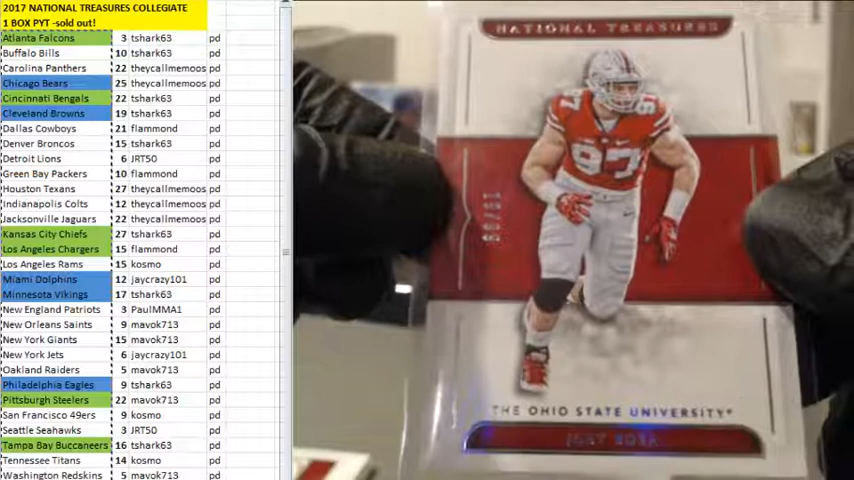 2017 NATIONAL TREASURES COLLEGIATE
1 BOX PYT -sold out!
Atlanta Falcons 3 tshark63 pd
Buffalo Bills 10 tshark63 pd
Carolina Panthers 22 theycallmemoos pd
Chicago Bears 25 theycallmemoos pd
Cincinnati Bengals 22 tshark63 pd
Cleveland Browns 19 tshark63 pd
Dallas Cowboys 21 flammond pd
Denver Broncos 15 tshark63 pd
Detroit Lions 6 JRT50 pd
Green Bay Packers 10 flammond pd
Houston Texans 27 theycallmemoos pd
Indianapolis Colts 12 theycallmemoos pd
Jacksonville Jaguars 22 theycallmemoos pd
Kansas City Chiefs 27 tshark63 pd
Los Angeles Chargers 15 flammond pd
Los Angeles Rams 15 kosmo pd
Miami Dolphins 12 jaycrazy101 pd
Minnesota Vikings 17 tshark63 pd
New England Patriots 3 PaulMMA1 pd
New Orleans Saints 9 mavok713 pd
New York Giants 15 mavok713 pd
New York Jets 6 jaycrazy101 pd
Oakland Raiders 5 mavok713 pd
Philadelphia Eagles 9 tshark63 pd
Pittsburgh Steelers 22 mavok713 pd
San Francisco 49ers 9 kosmo pd
Seattle Seahawks 3 JRT50 pd
Tampa Bay Buccaneers 16 tshark63 pd
Tennessee Titans 14 kosmo pd
Washington Redskins 5 mavok713 pd
NATIONAL TREASURES
97 97
97
THE OHIO STATE UNIVERSITY
JOEY BOSA